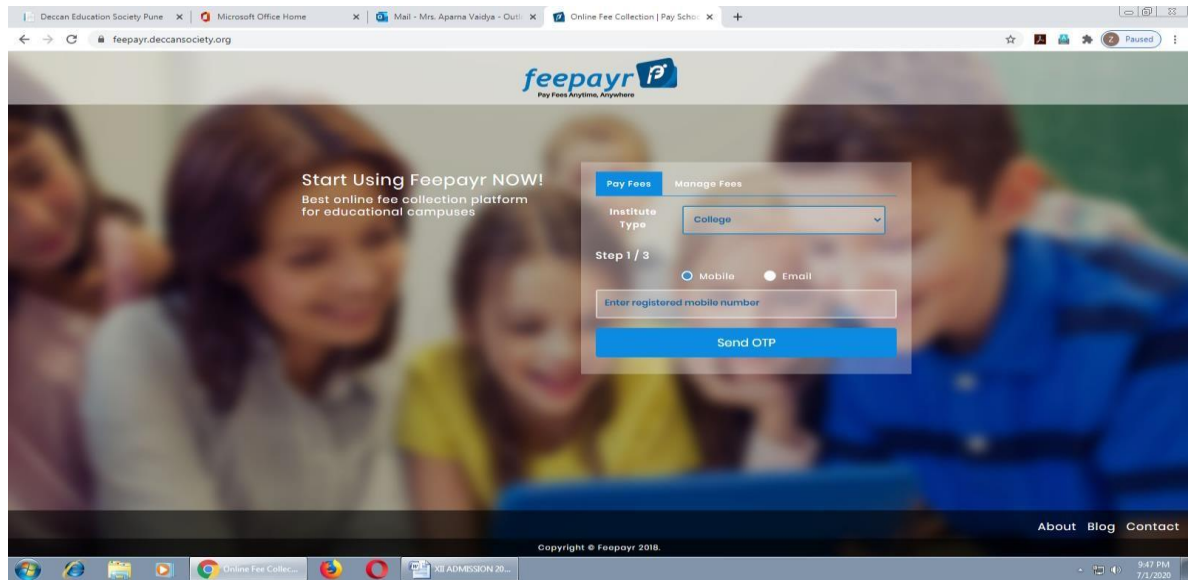 Deccan Education Society Pune
Microsoft Office Home
Mail - Mrs. Aparna Vaidya - Outl
Online Fee Collection | Pay Schoo
feepayr.deccansociety.org
Z Paused
feepayr
Pay Fees Anytime, Anywhere
Start Using Feepayr NOW!
Best online fee collection platform
for educational campuses
Pay Fees Manage Fees
Institute
Type
College
Step 1 / 3
Mobile Email
Enter registered mobile number
Send OTP
About Blog Contact
Copyright © Feepayr 2018.
Online Fee Collec...
XII ADMISSION 20...
9:47 PM
7/1/2020